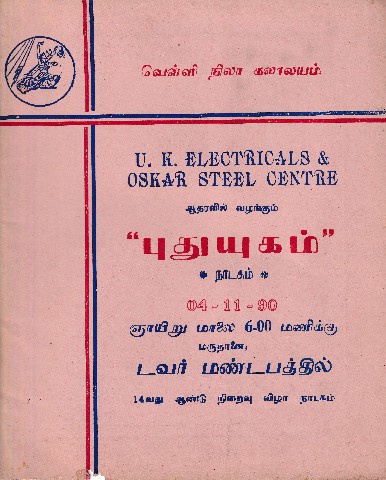 வெள்ளி நிலா கலாலயம்
U. K. ELECTRICALS &
OSKAR STEEL CENTRE
ஆதரவில் வழங்கும்
"புதுயுகம்"
* நாடகம் *
04-11-90
ஞாயிறு மாலை 6-00 மணிக்கு
மருதானை,
டவர் மண்டபத்தில்
14வது ஆண்டு நிறைவு விழா நாடகம்